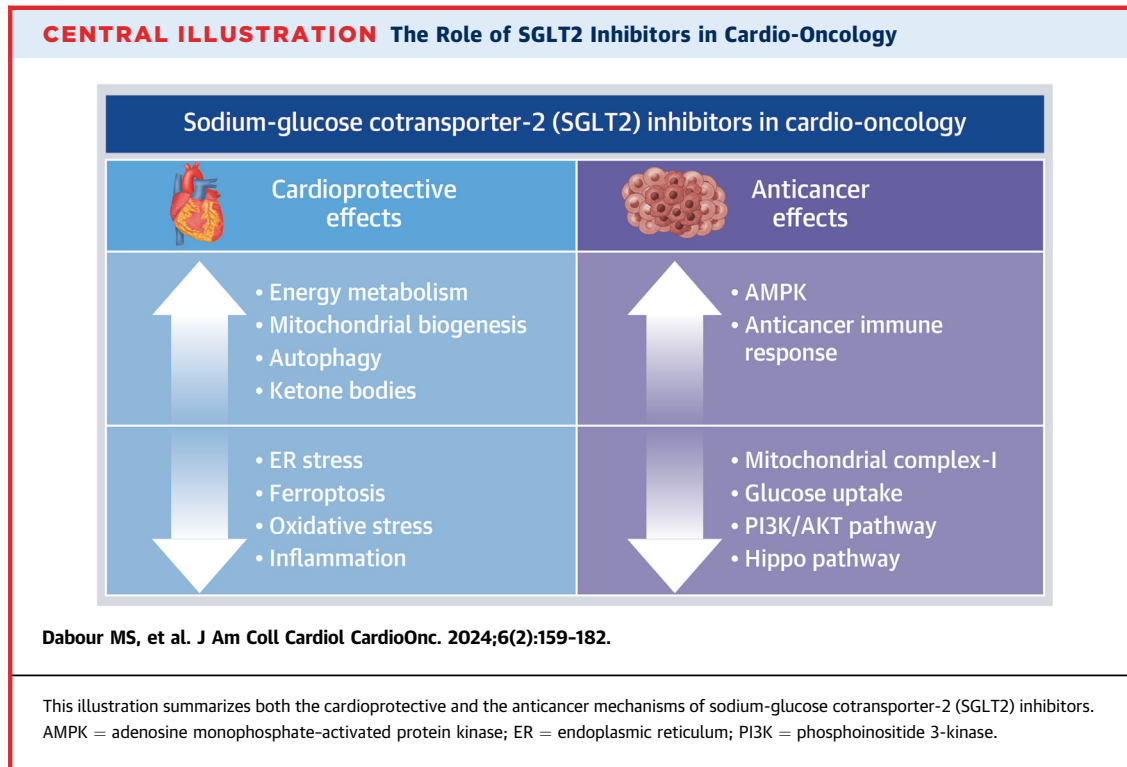 CENTRAL ILLUSTRATION The Role of SGLT2 Inhibitors in Cardio-Oncology
Sodium-glucose cotransporter-2 (SGLT2) inhibitors in cardio-oncology
Cardioprotective
effects
Anticancer
effects
• Energy metabolism
• Mitochondrial biogenesis
• Autophagy
• Ketone bodies
• AMPK
• Anticancer immune
response
• ER stress
• Ferroptosis
• Oxidative stress
• Inflammation
• Mitochondrial complex-I
• Glucose uptake
• PI3K/AKT pathway
• Hippo pathway
Dabour MS, et al. J Am Coll Cardiol CardioOnc. 2024;6(2):159–182.
This illustration summarizes both the cardioprotective and the anticancer mechanisms of sodium-glucose cotransporter-2 (SGLT2) inhibitors.
AMPK = adenosine monophosphate–activated protein kinase; ER = endoplasmic reticulum; PI3K = phosphoinositide 3-kinase.